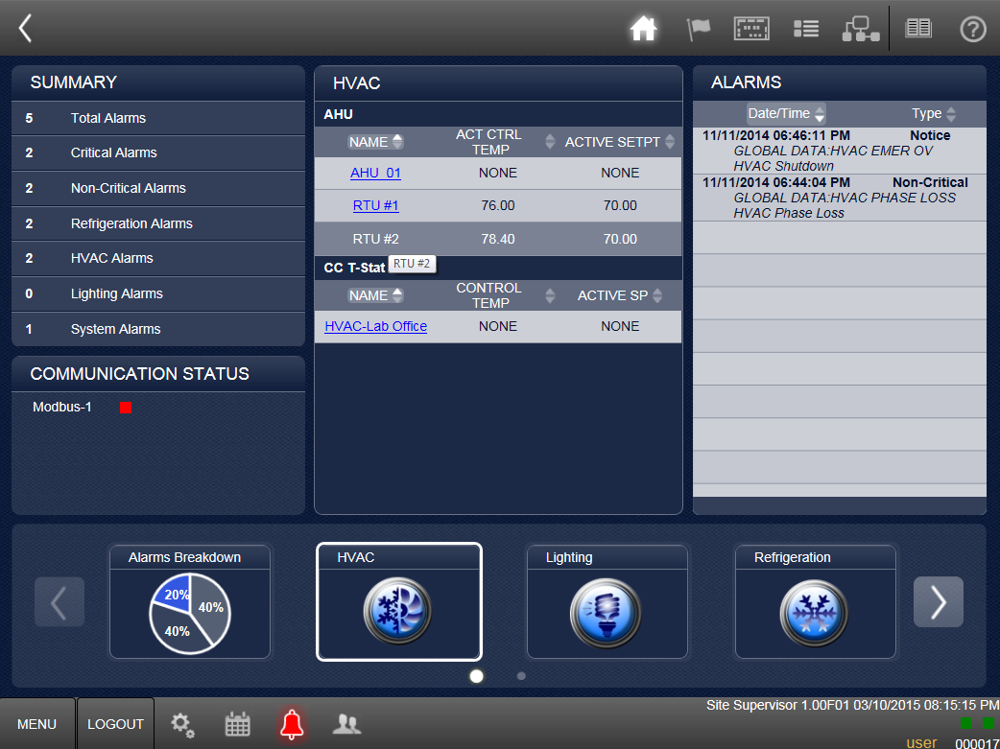 SUMMARY
5 Total Alarms
2 Critical Alarms
2 Non-Critical Alarms
2 Refrigeration Alarms
2 HVAC Alarms
0 Lighting Alarms
1 System Alarms
COMMUNICATION STATUS
Modbus-1
HVAC
AHU
NAME ACT CTRL TEMP ACTIVE SETPT
AHU_01 NONE NONE
RTU #1 76.00 70.00
RTU #2 78.40 70.00
CC T-Stat
RTU #2
NAME CONTROL TEMP ACTIVE SP
HVAC-Lab Office NONE NONE
ALARMS
Date/Time Type
11/11/2014 06:46:11 PM Notice
GLOBAL DATA:HVAC EMER OV
HVAC Shutdown
11/11/2014 06:44:04 PM Non-Critical
GLOBAL DATA:HVAC PHASE LOSS
HVAC Phase Loss
Alarms Breakdown
20%
40%
40%
HVAC
Lighting
Refrigeration
MENU
LOGOUT
Site Supervisor 1.00F01 03/10/2015 08:15:15 PM
user 000017